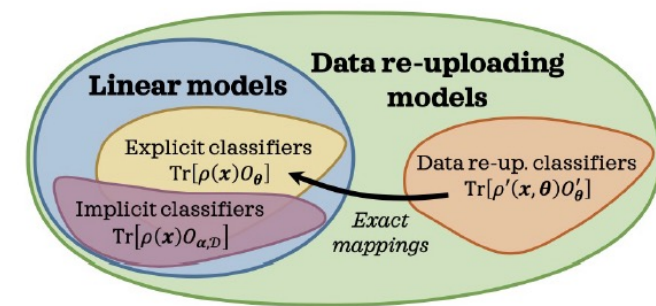 Linear models
Data re-uploading
models
Explicit classifiers
Tr[ρ(x)O_θ]
Implicit classifiers
Tr[ρ(x)O_{α,𝒟}]
Data re-up. classifiers
Tr[ρ′(x, θ)O′_θ]
Exact
mappings